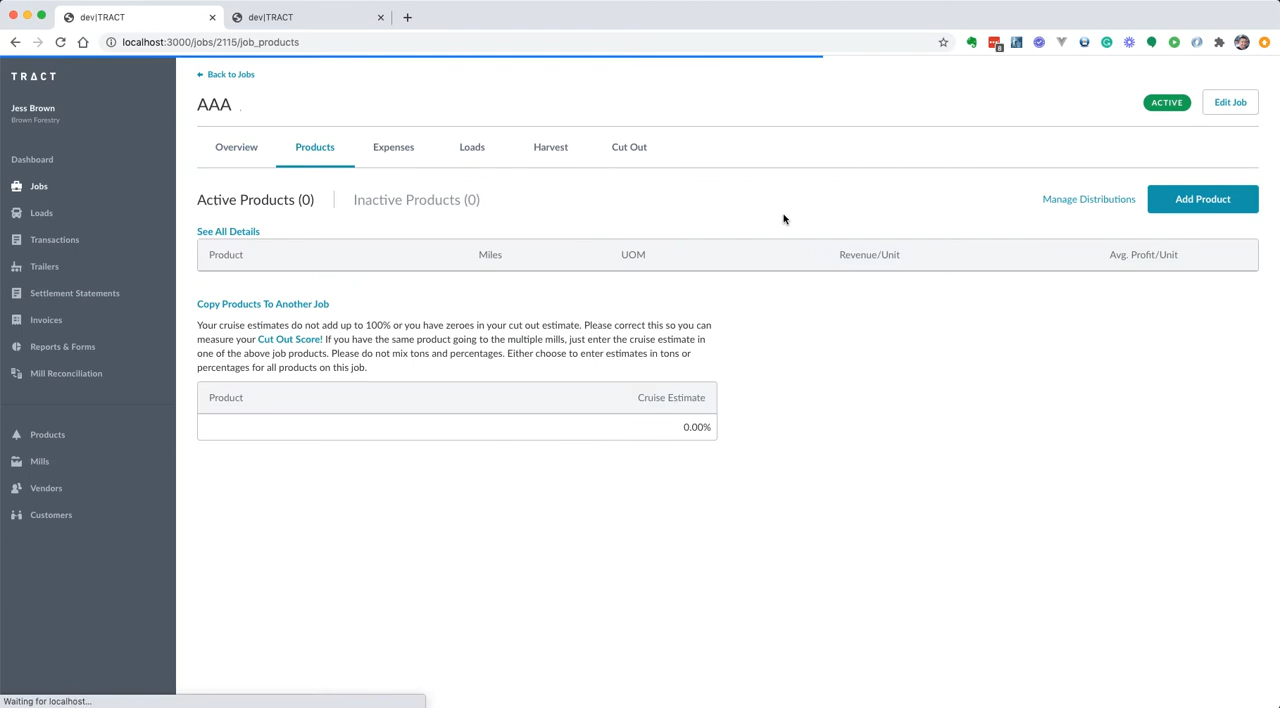 dev|TRACT
dev|TRACT
localhost:3000/jobs/2115/job_products
8
TRACT
Jess Brown
Brown Forestry
Dashboard
Jobs
Loads
Transactions
Trailers
Settlement Statements
Invoices
Reports & Forms
Mill Reconciliation
Products
Mills
Vendors
Customers
Back to Jobs
AAA .
ACTIVE
Edit Job
Overview Products Expenses Loads Harvest Cut Out
Active Products (0) Inactive Products (0)
Manage Distributions
Add Product
See All Details
Product Miles UOM Revenue/Unit Avg. Profit/Unit
Copy Products To Another Job
Your cruise estimates do not add up to 100% or you have zeroes in your cut out estimate. Please correct this so you can
measure your Cut Out Score! If you have the same product going to the multiple mills, just enter the cruise estimate in
one of the above job products. Please do not mix tons and percentages. Either choose to enter estimates in tons or
percentages for all products on this job.
Product Cruise Estimate
0.00%
Waiting for localhost...